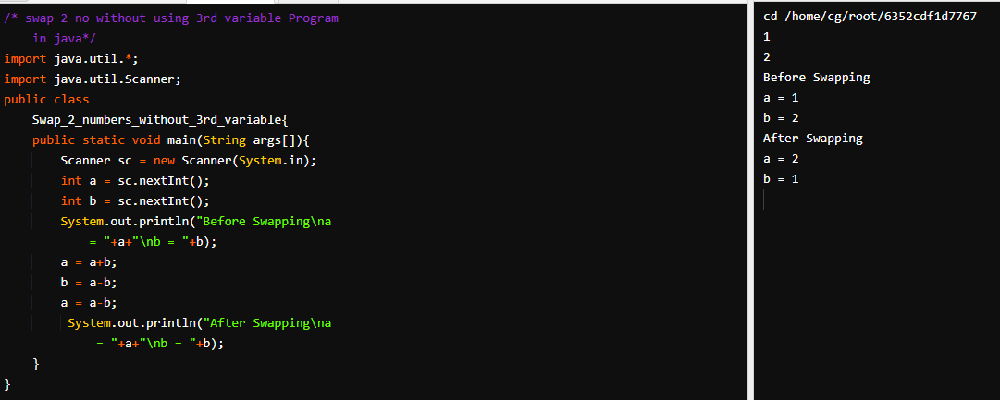 /* swap 2 no without using 3rd variable Program
in java*/
import java.util.*;
import java.util.Scanner;
public class
Swap_2_numbers_without_3rd_variable{
public static void main(String args[]){
Scanner sc = new Scanner(System.in);
int a = sc.nextInt();
int b = sc.nextInt();
System.out.println("Before Swapping\na
= "+a+"\nb = "+b);
a = a+b;
b = a-b;
a = a-b;
System.out.println("After Swapping\na
= "+a+"\nb = "+b);
}
}
cd /home/cg/root/6352cdf1d7767
1
2
Before Swapping
a = 1
b = 2
After Swapping
a = 2
b = 1